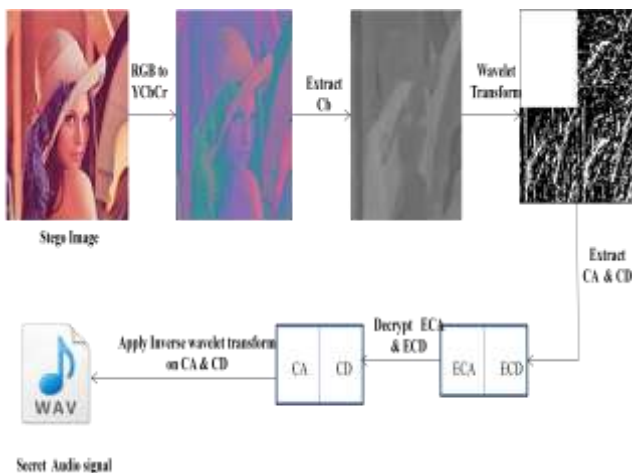 RGB to
YCbCr
Extract
Cb
Wavelet
Transform
Stego Image
Extract
CA & CD
Decrypt ECA
& ECD
Apply Inverse wavelet transform
on CA & CD
CA CD
ECA ECD
WAV
Secret Audio signal